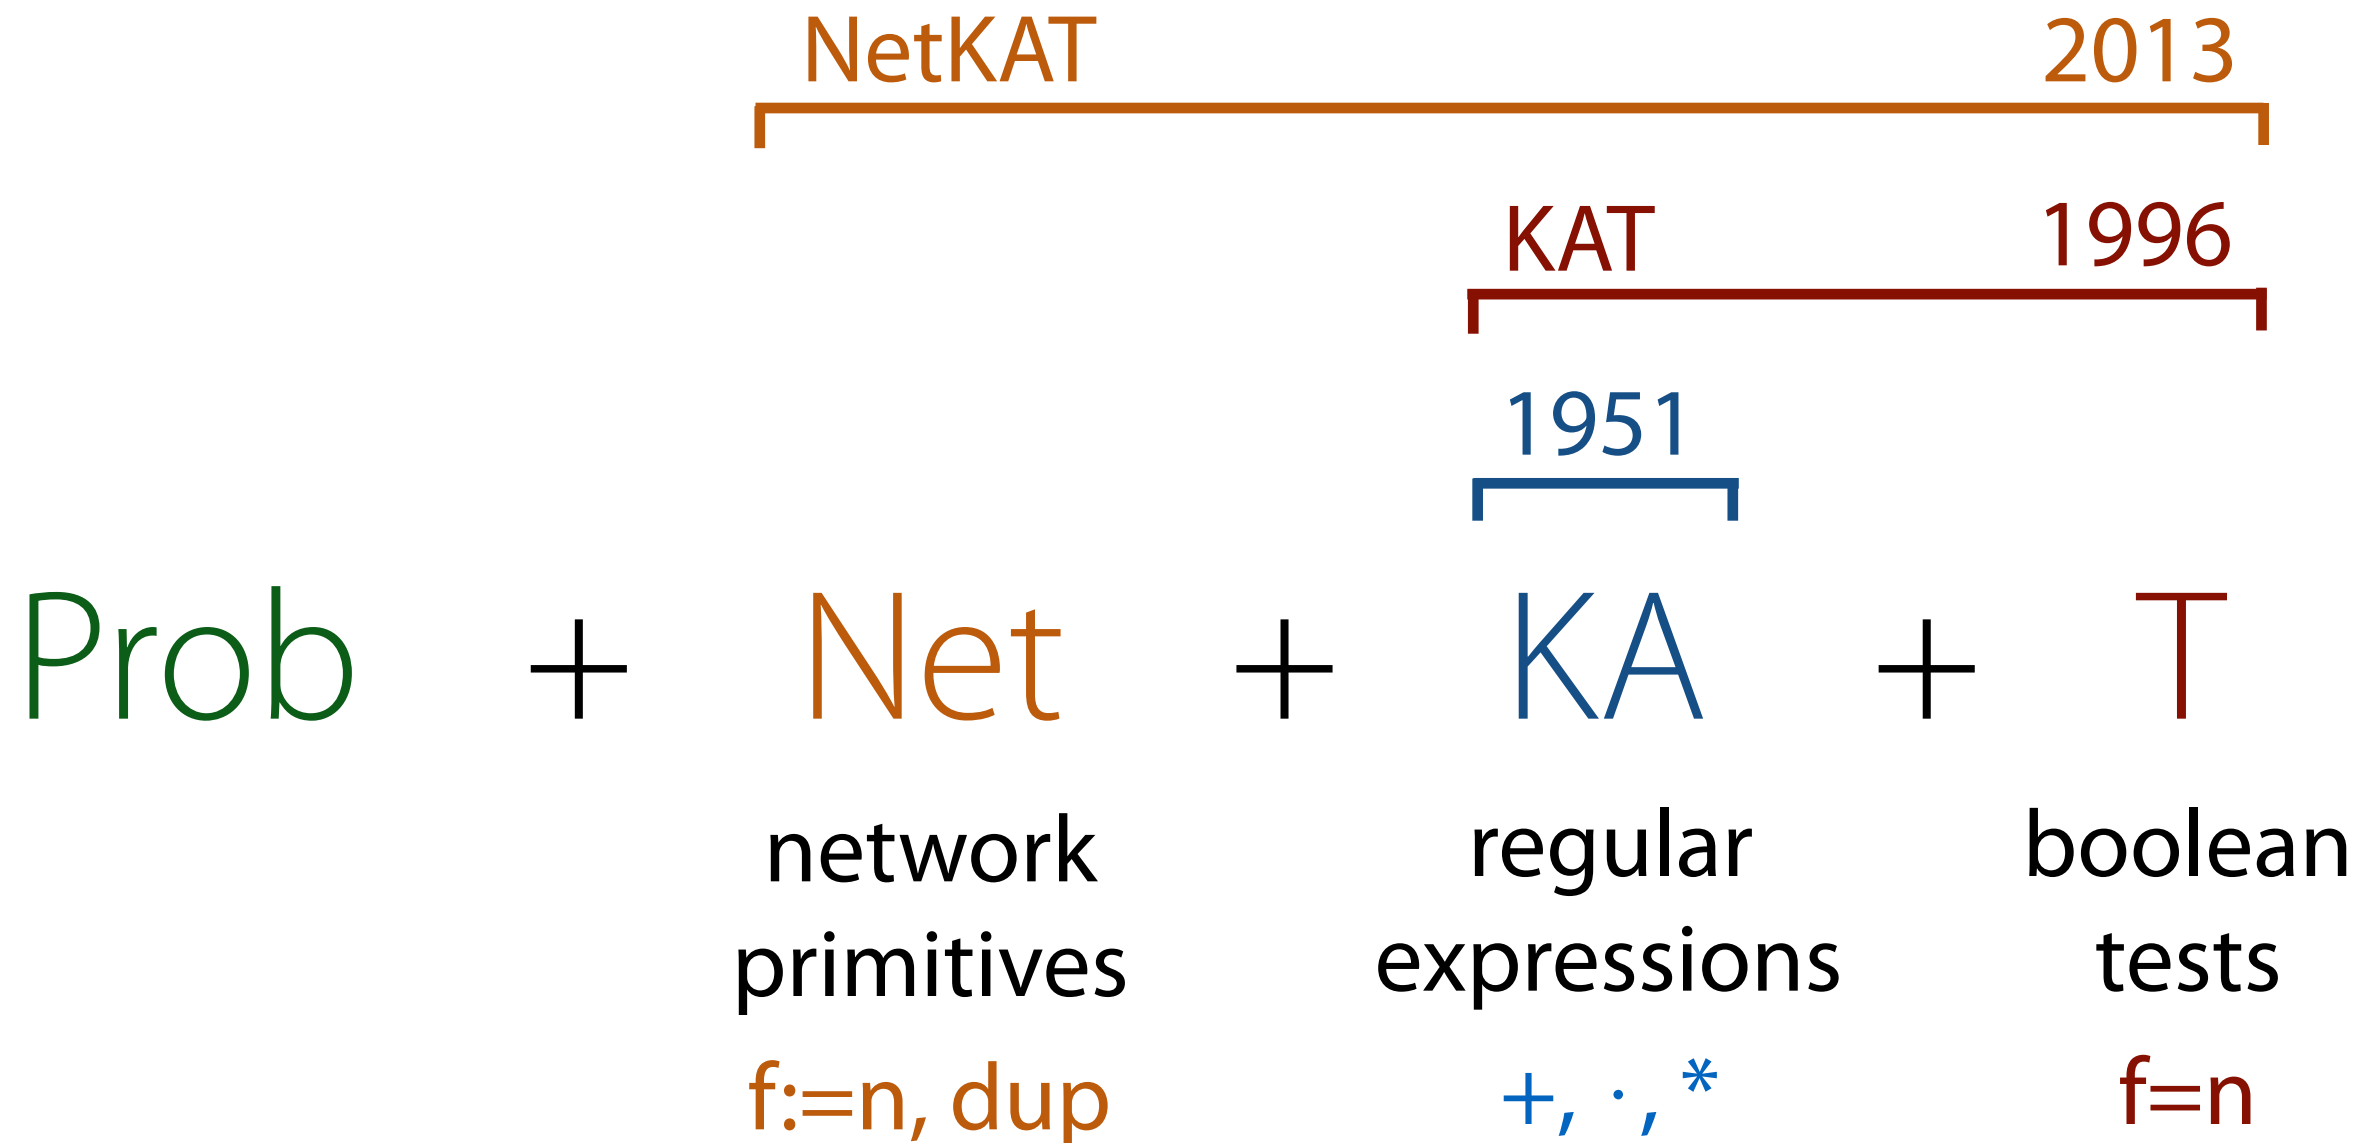 NetKAT 2013
KAT 1996
1951
Prob + Net + KA + T
network regular boolean
primitives expressions tests
f:=n, dup +, ·, * f=n